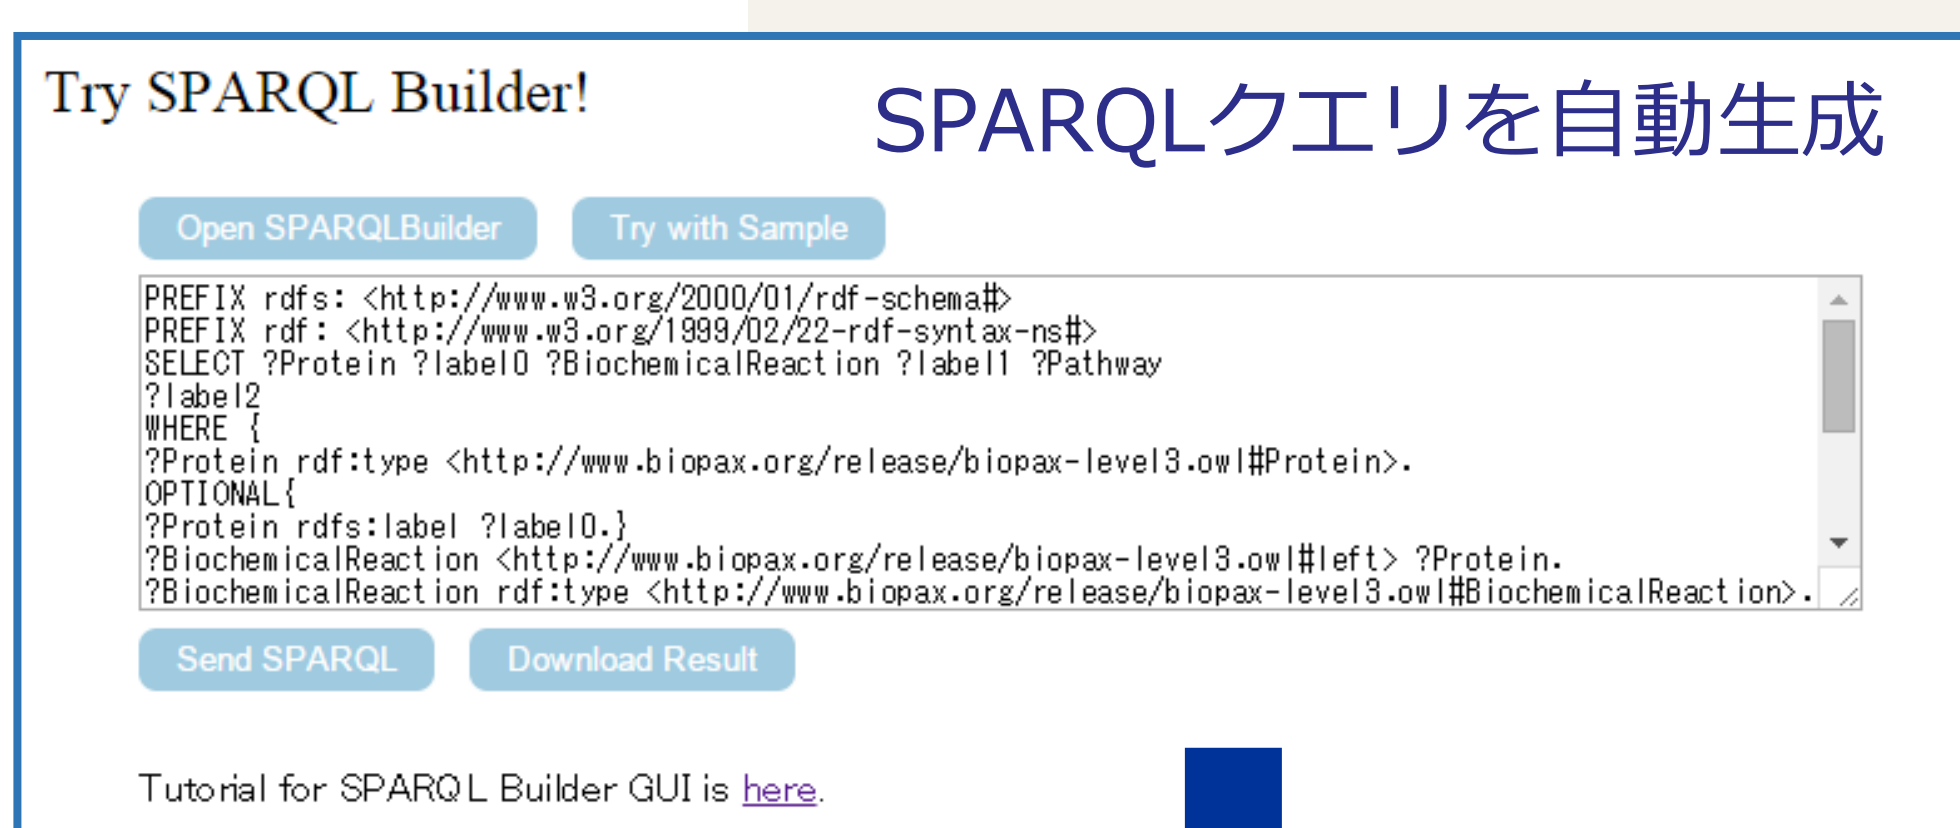 Try SPARQL Builder!
SPARQLクエリを自動生成
Open SPARQLBuilder
Try with Sample
PREFIX rdfs: <http://www.w3.org/2000/01/rdf-schema#>
PREFIX rdf: <http://www.w3.org/1999/02/22-rdf-syntax-ns#>
SELECT ?Protein ?label0 ?BiochemicalReaction ?label1 ?Pathway
?label2
WHERE {
?Protein rdf:type <http://www.biopax.org/release/biopax-level3.owl#Protein>.
OPTIONAL{
?Protein rdfs:label ?label0.}
?BiochemicalReaction <http://www.biopax.org/release/biopax-level3.owl#left> ?Protein.
?BiochemicalReaction rdf:type <http://www.biopax.org/release/biopax-level3.owl#BiochemicalReaction>.
Send SPARQL
Download Result
Tutorial for SPARQL Builder GUI is here.